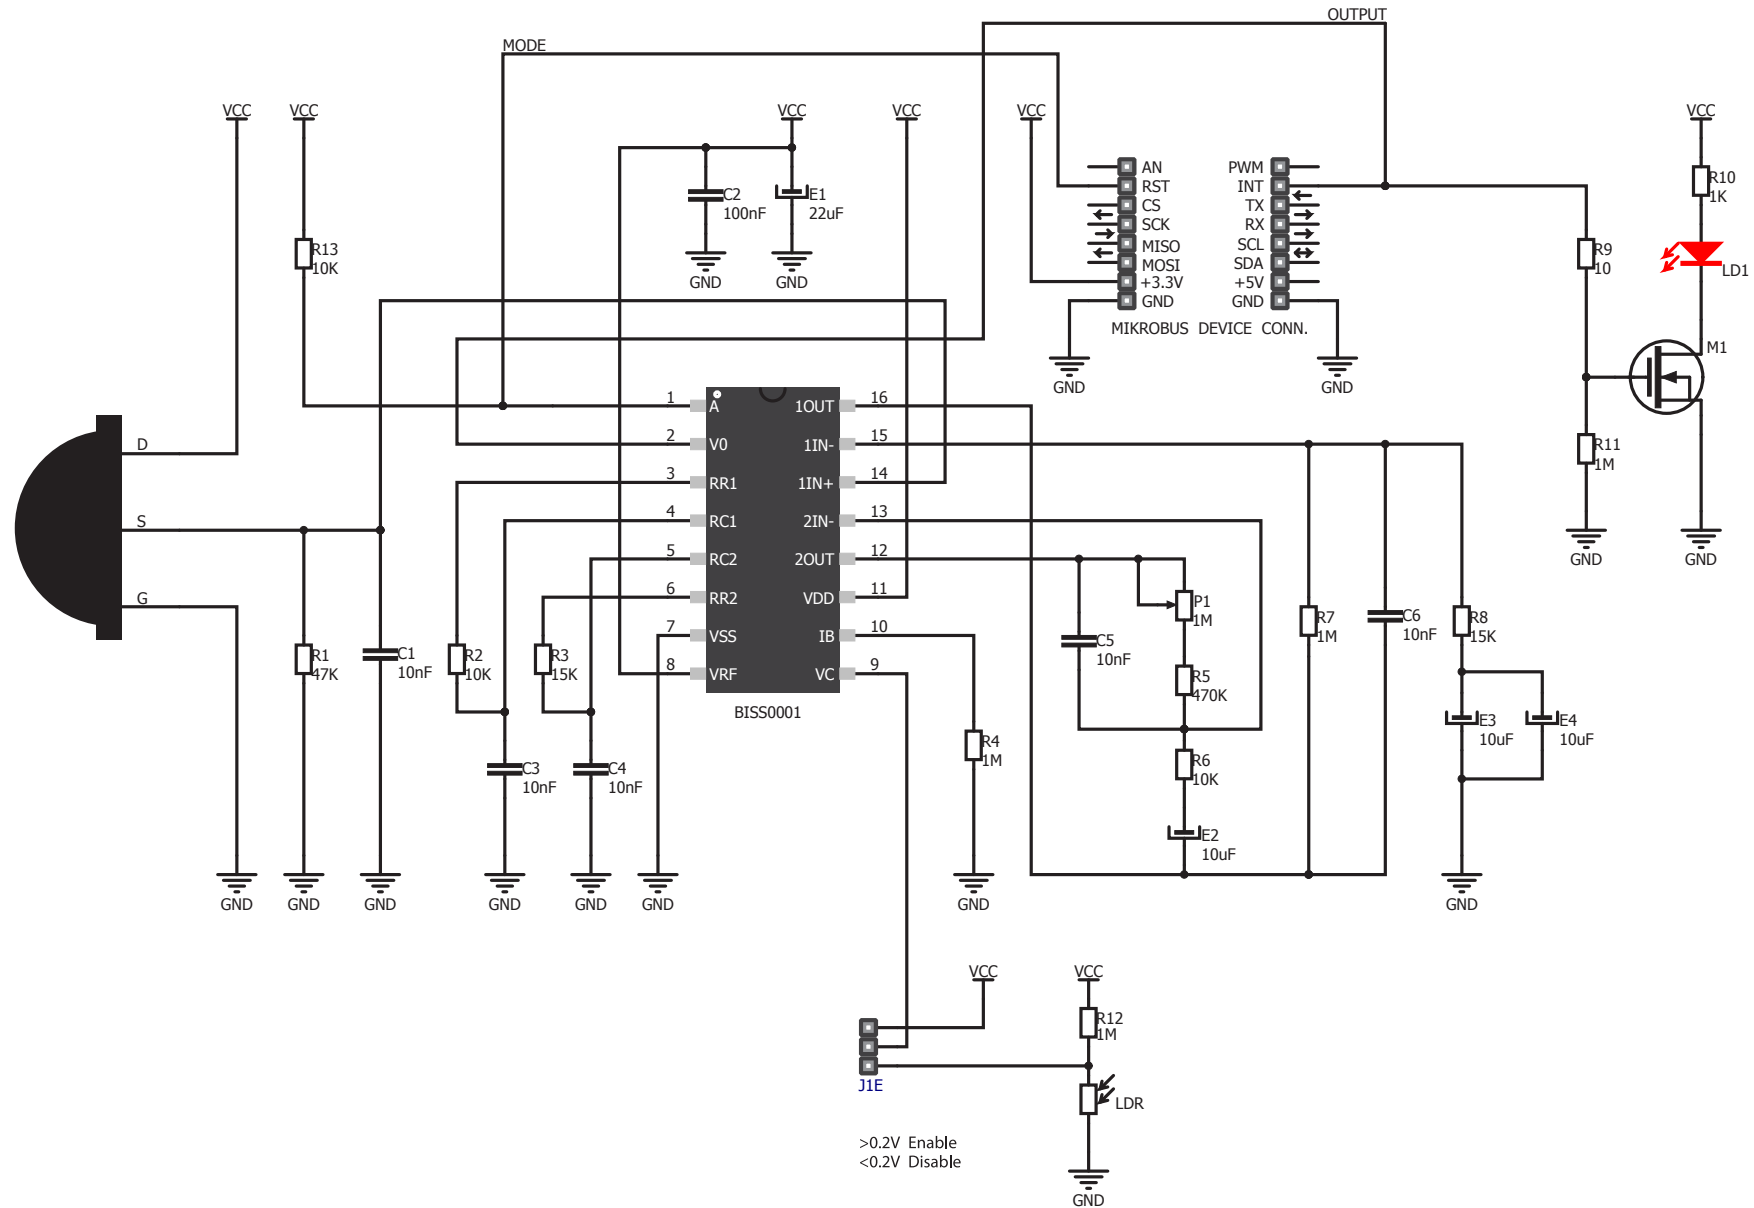 OUTPUT
MODE
VCC VCC VCC VCC VCC VCC
AN
RST
CS
SCK
MISO
MOSI
+3.3V
GND
PWM
INT
TX
RX
SCL
SDA
+5V
GND
MIKROBUS DEVICE CONN.
GND GND
C2
100nF
E1
22uF
GND GND
R13
10K
R10
1K
R9
10
LD1
M1
R11
1M
GND GND
D
S
G
1 A
2 V0
3 RR1
4 RC1
5 RC2
6 RR2
7 VSS
8 VRF
1OUT 16
1IN- 15
1IN+ 14
2IN- 13
2OUT 12
VDD 11
IB 10
VC 9
BISS0001
R1
47K
C1
10nF
R2
10K
R3
15K
C3
10nF
C4
10nF
R4
1M
C5
10nF
P1
1M
R5
470K
R6
10K
E2
10uF
R7
1M
C6
10nF
R8
15K
E3
10uF
E4
10uF
GND GND GND GND GND GND GND GND
VCC VCC
R12
1M
J1E
LDR
>0.2V Enable
<0.2V Disable
GND